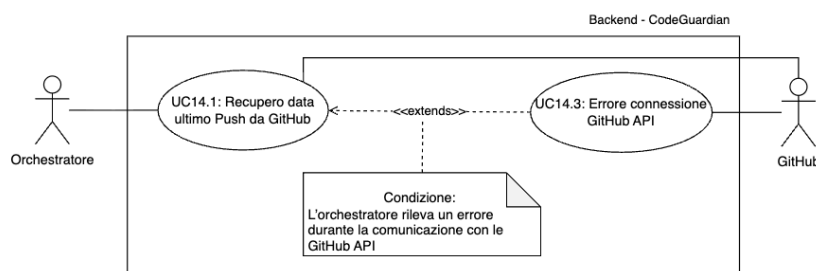 Backend - CodeGuardian
UC14.1: Recupero data
ultimo Push da GitHub
<<extends>>
UC14.3: Errore connessione
GitHub API
Orchestratore
GitHub
Condizione:
L'orchestratore rileva un errore
durante la comunicazione con le
GitHub API